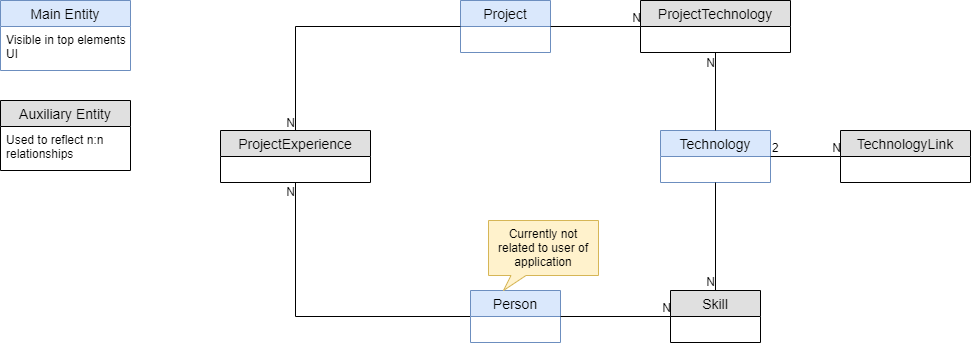 Main Entity
Visible in top elements
UI
Auxiliary Entity
Used to reflect n:n
relationships
Project
N
ProjectTechnology
N
N
ProjectExperience
N
Technology
2
N
TechnologyLink
Currently not
related to user of
application
N
Person
N
Skill